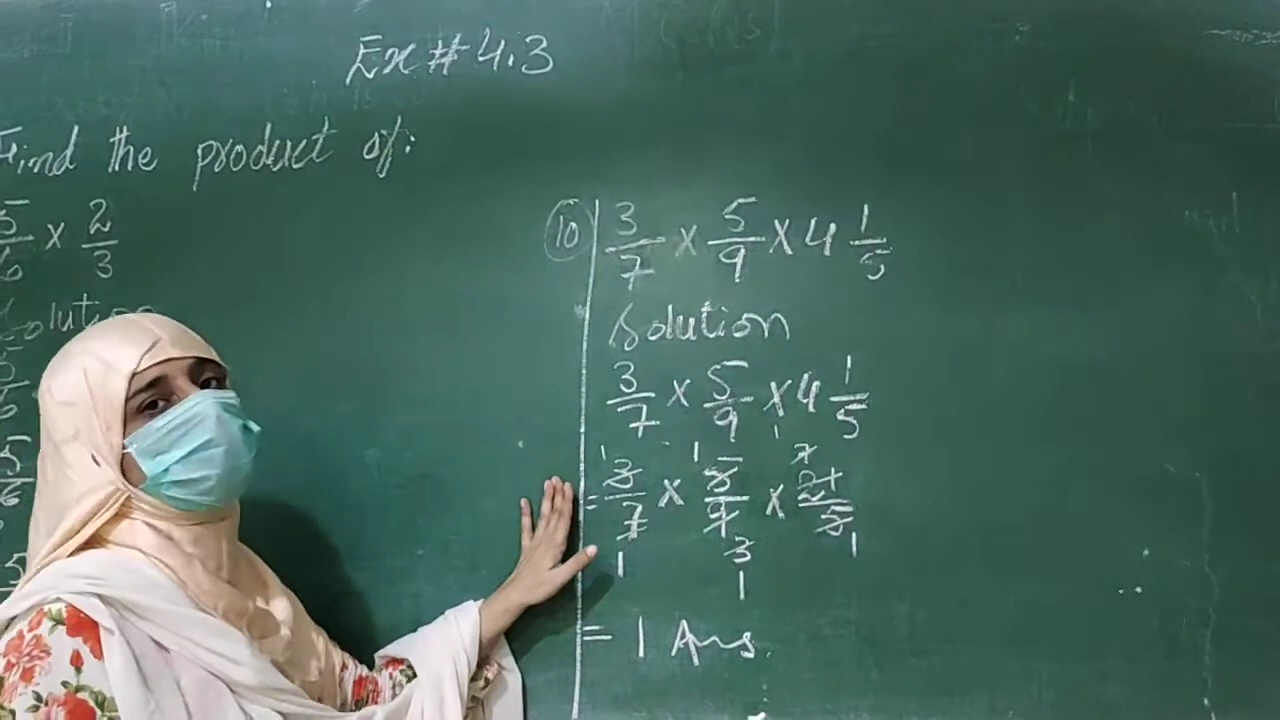 Ex # 4.3
Find the product of:
5/6 × 2/3
Solution
(10) 3/7 × 5/9 × 4 1/5
Solution
3/7 × 5/9 × 4 1/5
= 3/7 × 5/9 × 21/5
= 1 Ans.